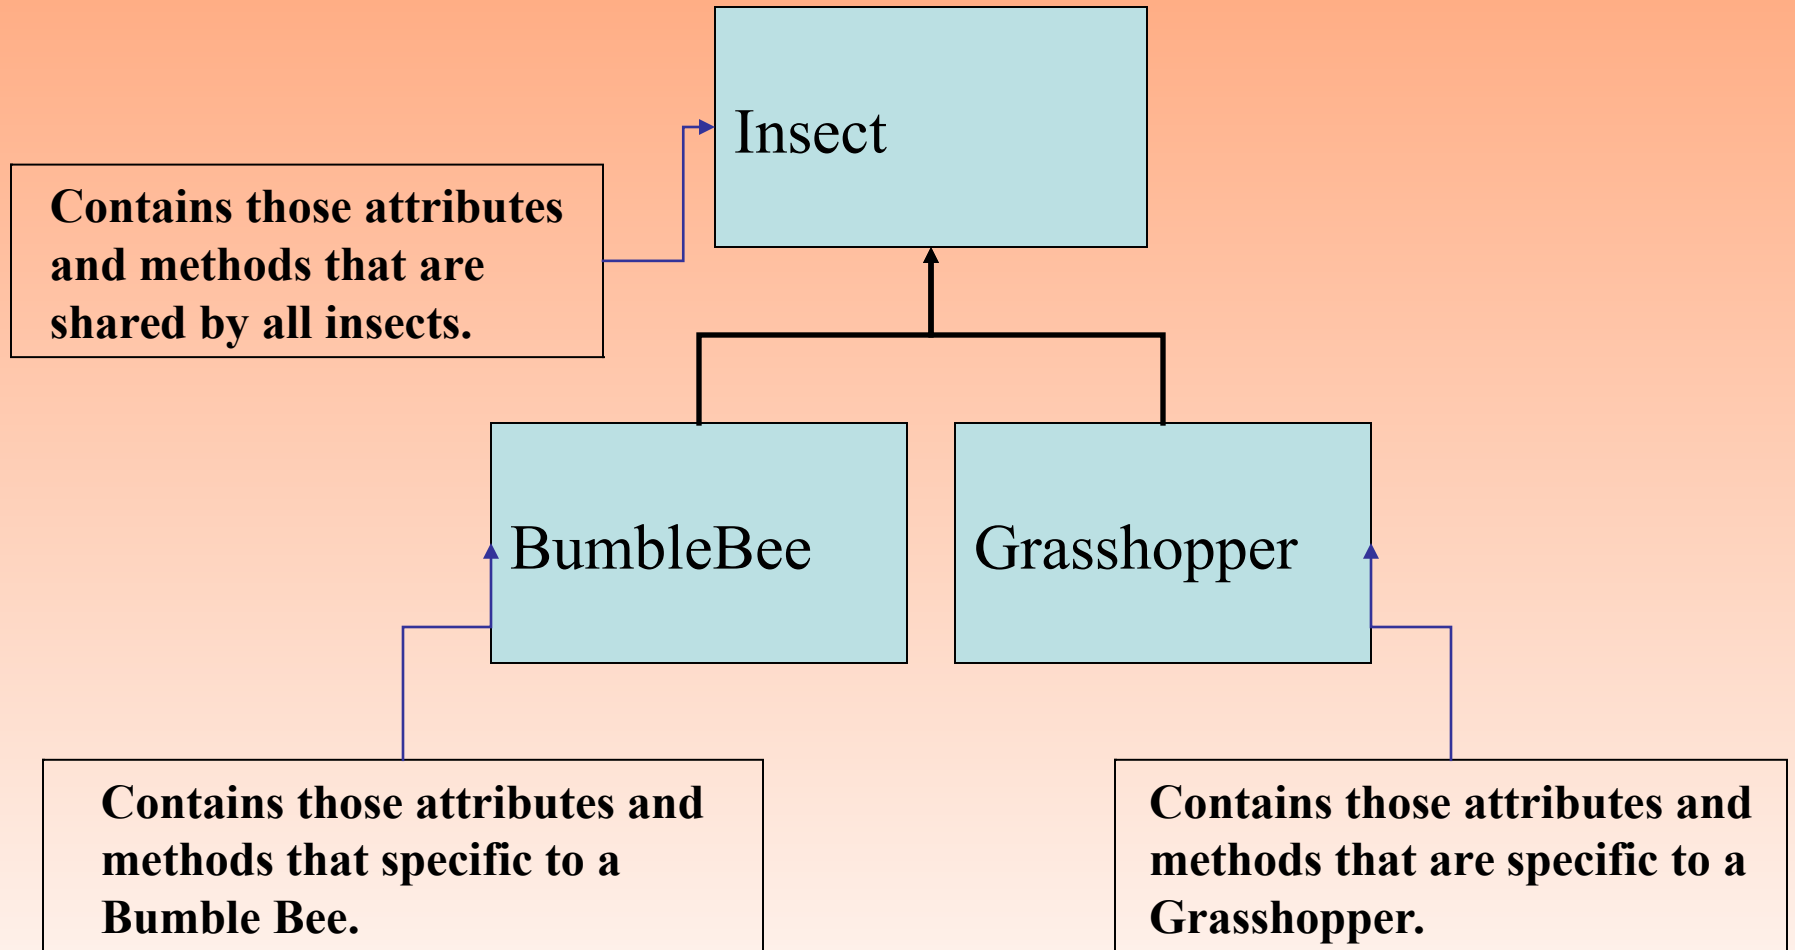 Insect
Contains those attributes
and methods that are
shared by all insects.
BumbleBee
Grasshopper
Contains those attributes and
methods that specific to a
Bumble Bee.
Contains those attributes and
methods that are specific to a
Grasshopper.